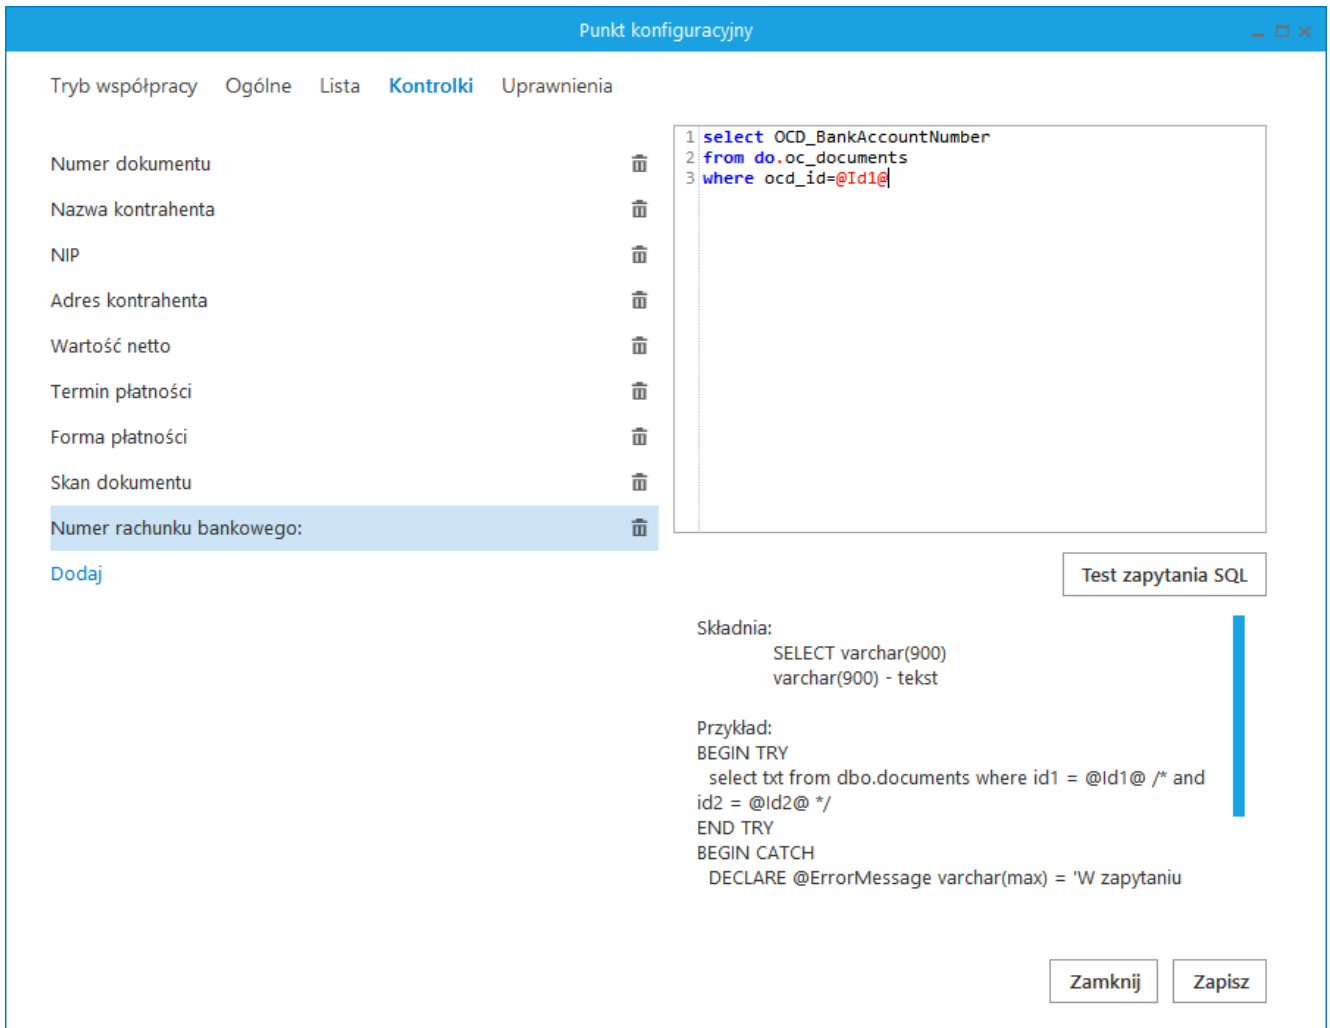 Punkt konfiguracyjny
Tryb współpracy Ogólne Lista Kontrolki Uprawnienia
Numer dokumentu
Nazwa kontrahenta
NIP
Adres kontrahenta
Wartość netto
Termin płatności
Forma płatności
Skan dokumentu
Numer rachunku bankowego:
Dodaj
1 select OCD_BankAccountNumber
2 from do.oc_documents
3 where ocd_id=@Id1@
Test zapytania SQL
Składnia:
SELECT varchar(900)
varchar(900) - tekst
Przykład:
BEGIN TRY
select txt from dbo.documents where id1 = @Id1@ /* and
id2 = @Id2@ */
END TRY
BEGIN CATCH
DECLARE @ErrorMessage varchar(max) = 'W zapytaniu
Zamknij Zapisz